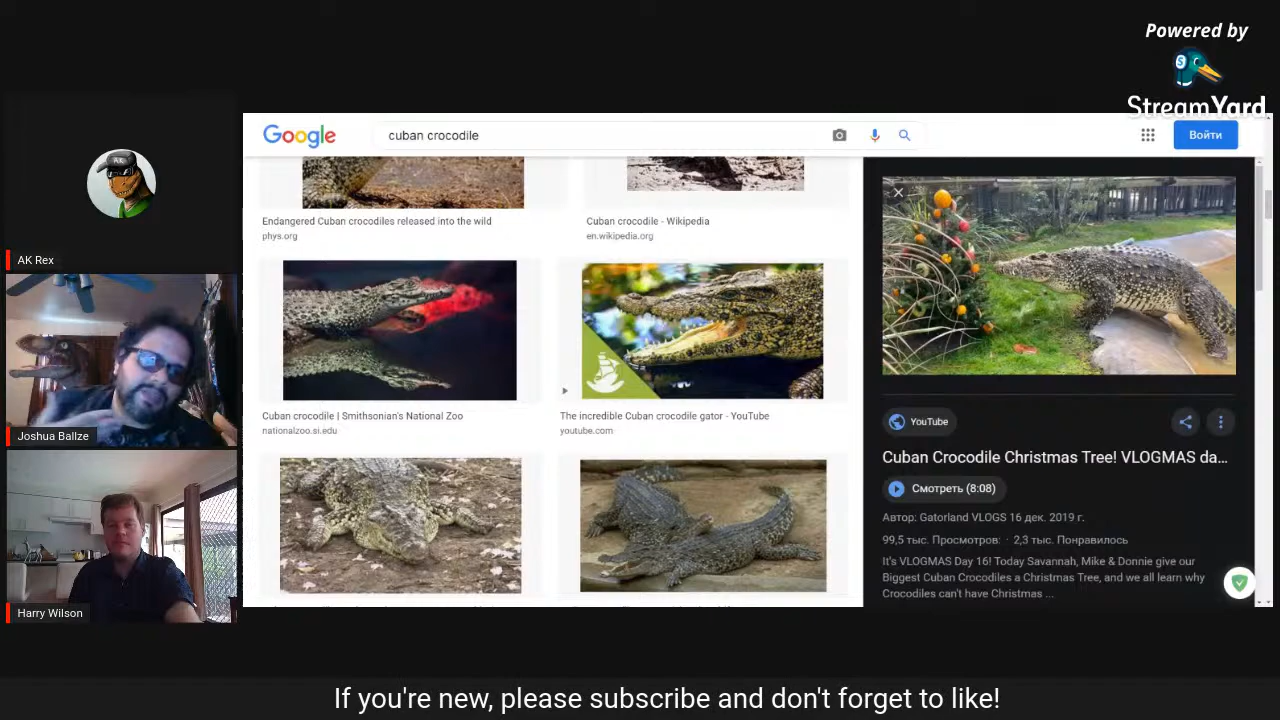 Powered by
StreamYard
Google
cuban crocodile
Войти
Endangered Cuban crocodiles released into the wild
phys.org
Cuban crocodile - Wikipedia
en.wikipedia.org
AK Rex
Joshua Ballze
Harry Wilson
Cuban crocodile | Smithsonian's National Zoo
nationalzoo.si.edu
The incredible Cuban crocodile gator - YouTube
youtube.com
YouTube
Cuban Crocodile Christmas Tree! VLOGMAS da...
Смотреть (8:08)
Автор: Gatorland VLOGS 16 дек. 2019 г.
99,5 тыс. Просмотров: · 2,3 тыс. Понравилось
It's VLOGMAS Day 16! Today Savannah, Mike & Donnie give our
Biggest Cuban Crocodiles a Christmas Tree, and we all learn why
Crocodiles can't have Christmas ...
If you're new, please subscribe and don't forget to like!